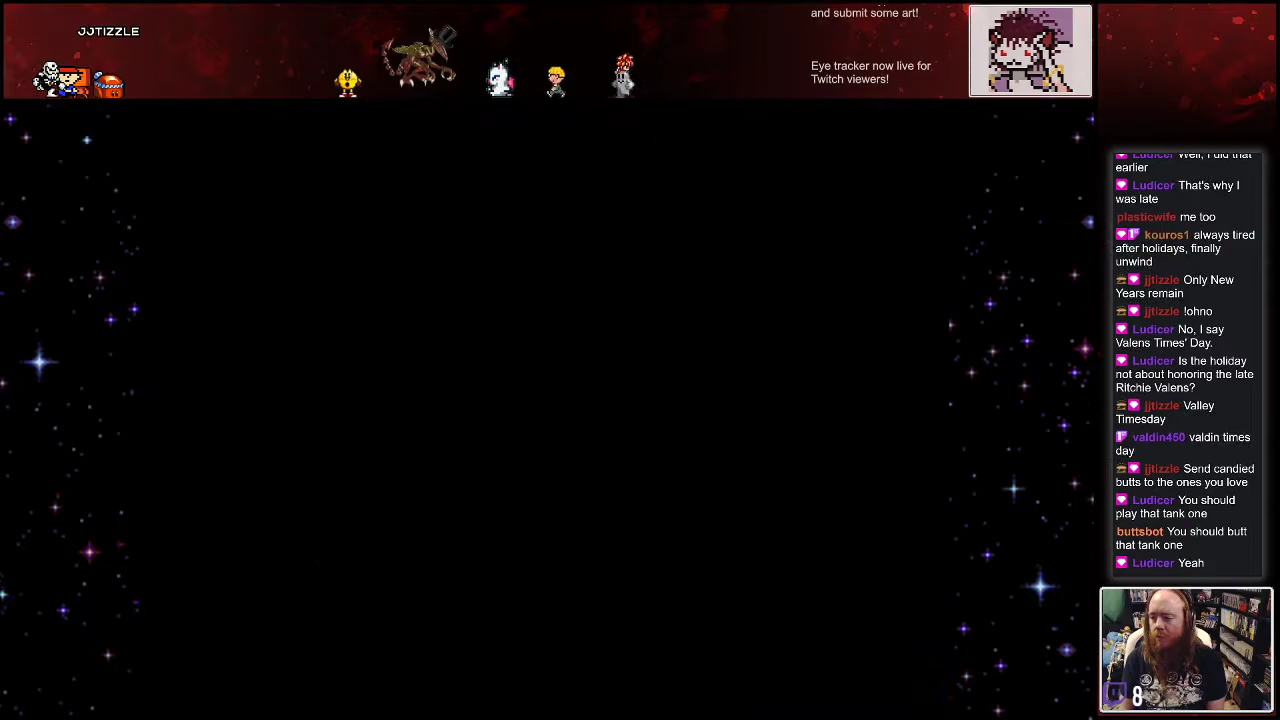 JJTIZZLE
and submit some art!
Eye tracker now live for
Twitch viewers!
Ludicer Well, I did that
earlier
Ludicer That's why I
was late
plasticwife me too
kouros1 always tired
after holidays, finally
unwind
jjtizzle Only New
Years remain
jjtizzle !ohno
Ludicer No, I say
Valens Times' Day.
Ludicer Is the holiday
not about honoring the late
Ritchie Valens?
jjtizzle Valley
Timesday
valdin450 valdin times
day
jjtizzle Send candied
butts to the ones you love
Ludicer You should
play that tank one
buttsbot You should butt
that tank one
Ludicer Yeah
8